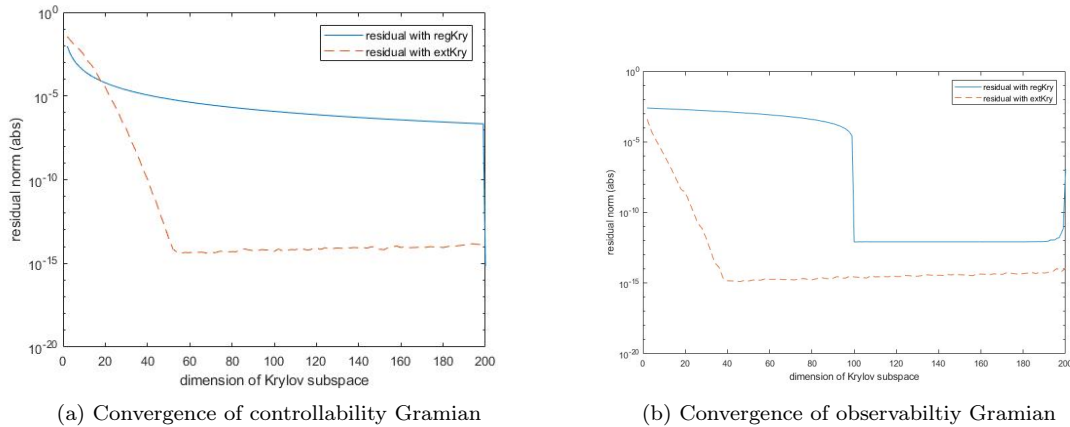 residual with regKry
residual with extKry
10^0
10^-5
10^-10
10^-15
10^-20
residual norm (abs)
0 20 40 60 80 100 120 140 160 180 200
dimension of Krylov subspace
(a) Convergence of controllability Gramian
residual with regKry
residual with extKry
10^0
10^-5
10^-10
10^-15
10^-20
residual norm (abs)
0 20 40 60 80 100 120 140 160 180 200
dimension of Krylov subspace
(b) Convergence of observabiltiy Gramian